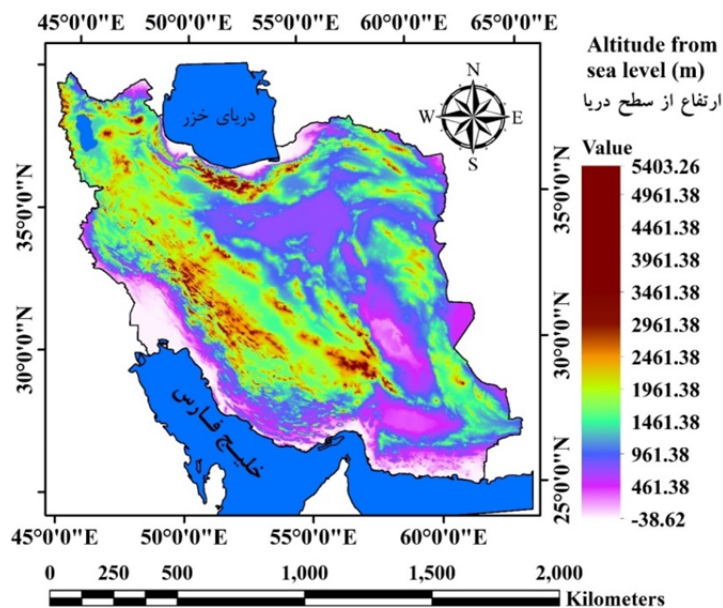 45°0'0"E 50°0'0"E 55°0'0"E 60°0'0"E 65°0'0"E
35°0'0"N
30°0'0"N
25°0'0"N
دریای خزر
خلیج فارس
N
W E
S
35°0'0"N
30°0'0"N
25°0'0"N
45°0'0"E 50°0'0"E 55°0'0"E 60°0'0"E
0 250 500 1,000 1,500 2,000
Kilometers
Altitude from
sea level (m)
ارتفاع از سطح دریا
Value
5403.26
4961.38
4461.38
3961.38
3461.38
2961.38
2461.38
1961.38
1461.38
961.38
461.38
-38.62